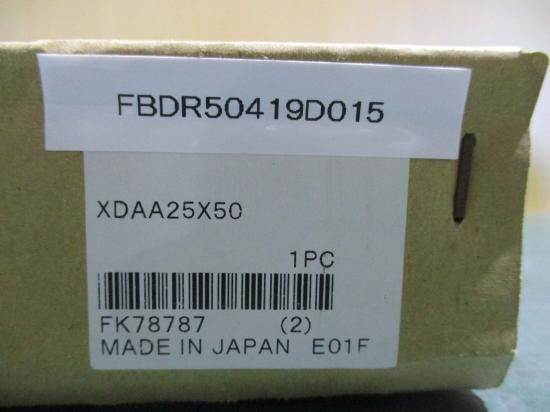 FBDR50419D015
XDAA25X50
1PC
FK78787 (2)
MADE IN JAPAN E01F